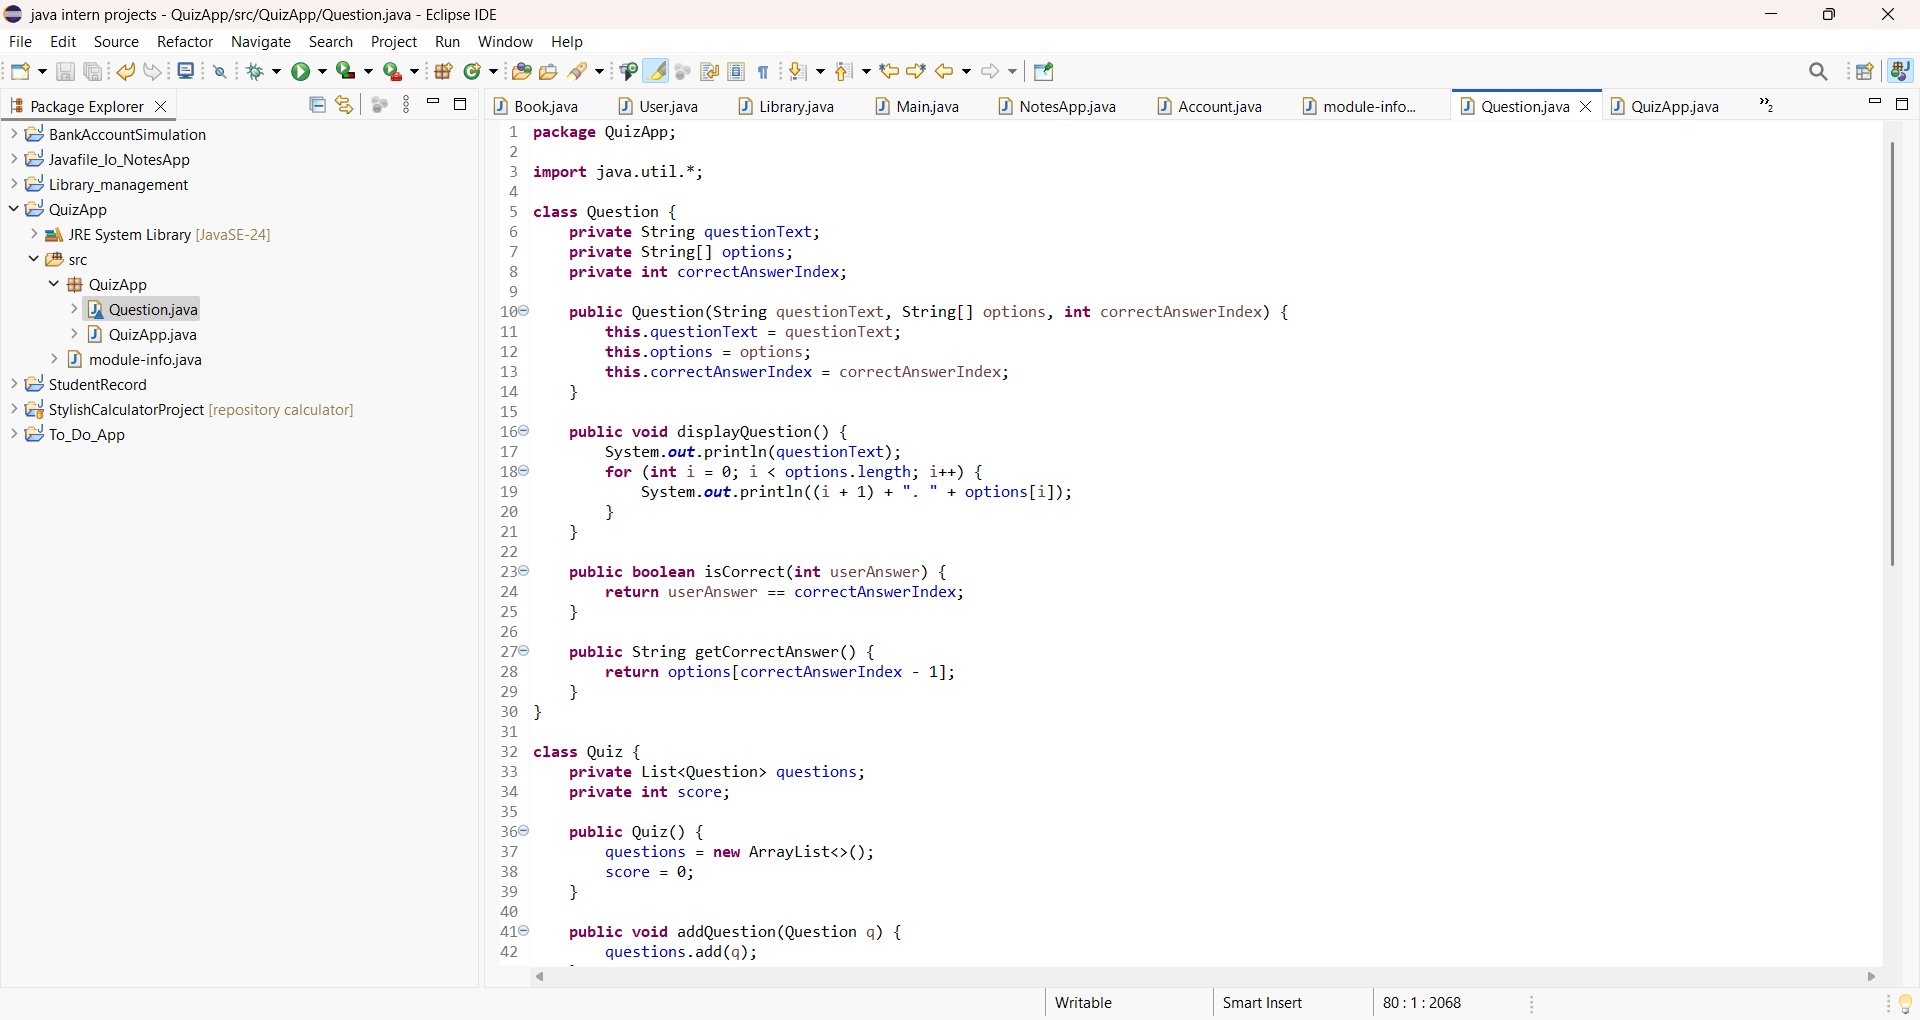 java intern projects - QuizApp/src/QuizApp/Question.java - Eclipse IDE
File Edit Source Refactor Navigate Search Project Run Window Help
Package Explorer
Book.java User.java Library.java Main.java NotesApp.java Account.java module-info... Question.java QuizApp.java »2
BankAccountSimulation
Javafile_Io_NotesApp
Library_management
QuizApp
JRE System Library [JavaSE-24]
src
QuizApp
Question.java
QuizApp.java
module-info.java
StudentRecord
StylishCalculatorProject [repository calculator]
To_Do_App
1 package QuizApp;
2
3 import java.util.*;
4
5 class Question {
6     private String questionText;
7     private String[] options;
8     private int correctAnswerIndex;
9
10     public Question(String questionText, String[] options, int correctAnswerIndex) {
11         this.questionText = questionText;
12         this.options = options;
13         this.correctAnswerIndex = correctAnswerIndex;
14     }
15
16     public void displayQuestion() {
17         System.out.println(questionText);
18         for (int i = 0; i < options.length; i++) {
19             System.out.println((i + 1) + ". " + options[i]);
20         }
21     }
22
23     public boolean isCorrect(int userAnswer) {
24         return userAnswer == correctAnswerIndex;
25     }
26
27     public String getCorrectAnswer() {
28         return options[correctAnswerIndex - 1];
29     }
30 }
31
32 class Quiz {
33     private List<Question> questions;
34     private int score;
35
36     public Quiz() {
37         questions = new ArrayList<>();
38         score = 0;
39     }
40
41     public void addQuestion(Question q) {
42         questions.add(q);
Writable Smart Insert 80 : 1 : 2068